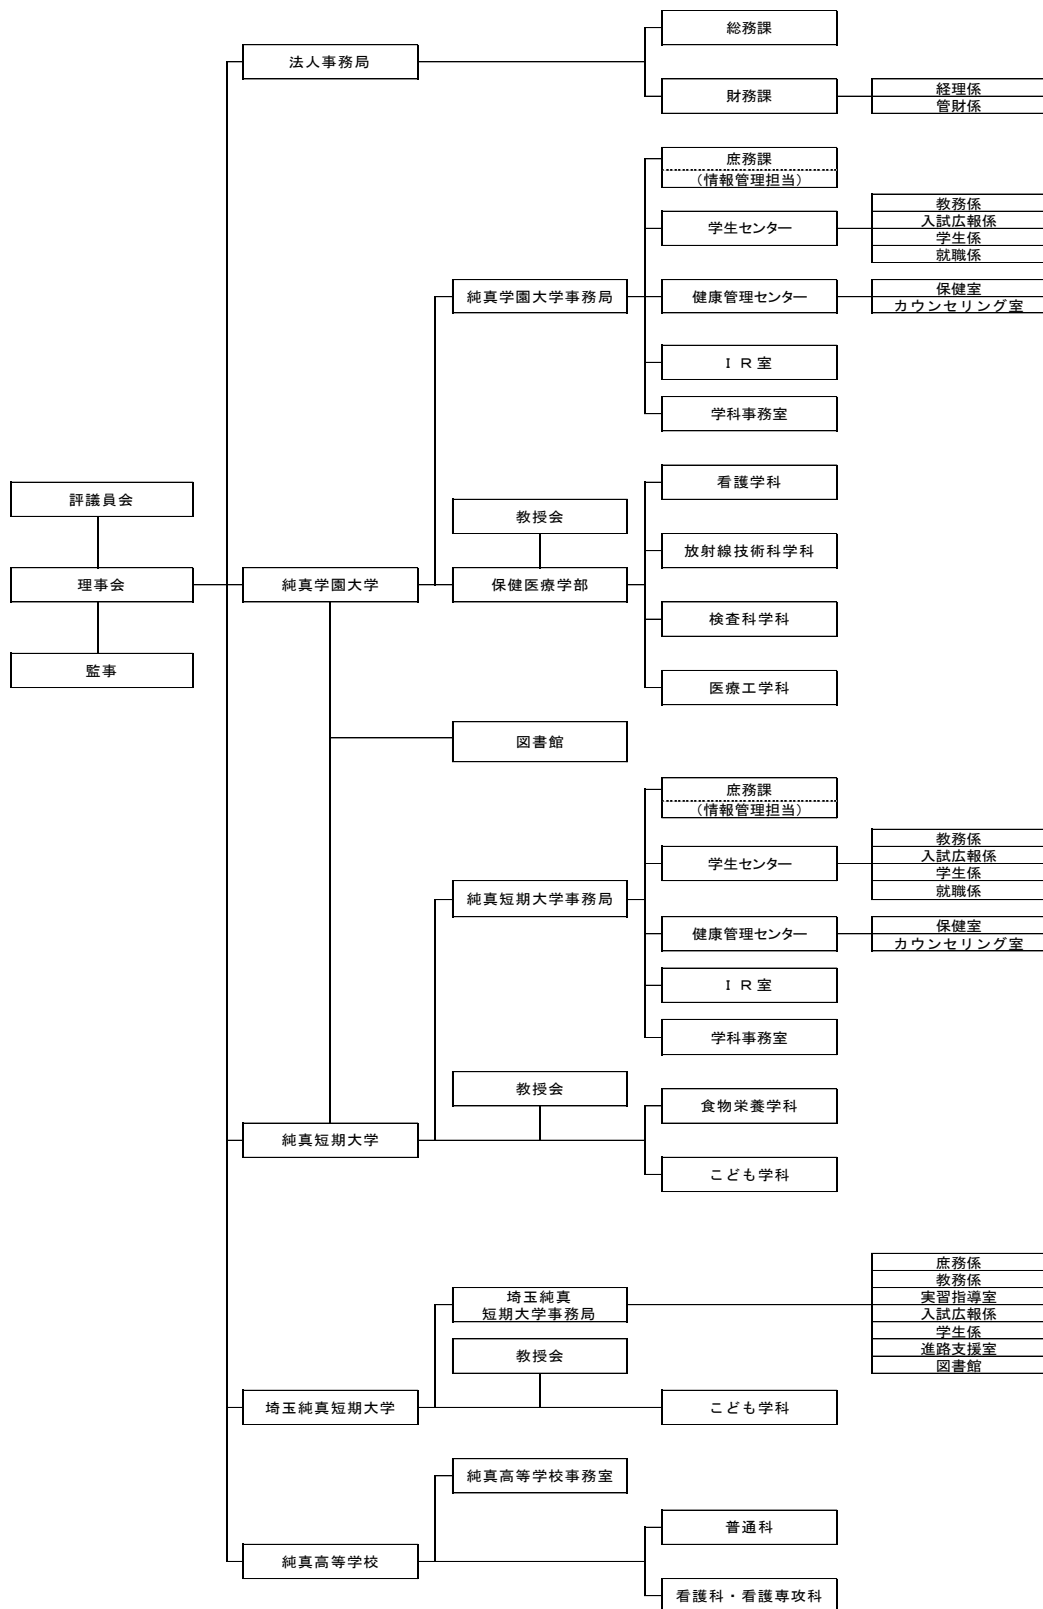 総務課
法人事務局
財務課
経理係
管財係
庶務課
(情報管理担当)
学生センター
教務係
入試広報係
学生係
就職係
純真学園大学事務局
健康管理センター
保健室
カウンセリング室
ＩＲ室
学科事務室
評議員会
理事会
監事
純真学園大学
教授会
保健医療学部
看護学科
放射線技術科学科
検査科学科
医療工学科
図書館
庶務課
(情報管理担当)
学生センター
教務係
入試広報係
学生係
就職係
純真短期大学事務局
健康管理センター
保健室
カウンセリング室
ＩＲ室
学科事務室
教授会
純真短期大学
食物栄養学科
こども学科
埼玉純真
短期大学事務局
庶務係
教務係
実習指導室
入試広報係
学生係
進路支援室
図書館
教授会
埼玉純真短期大学
こども学科
純真高等学校事務室
純真高等学校
普通科
看護科・看護専攻科